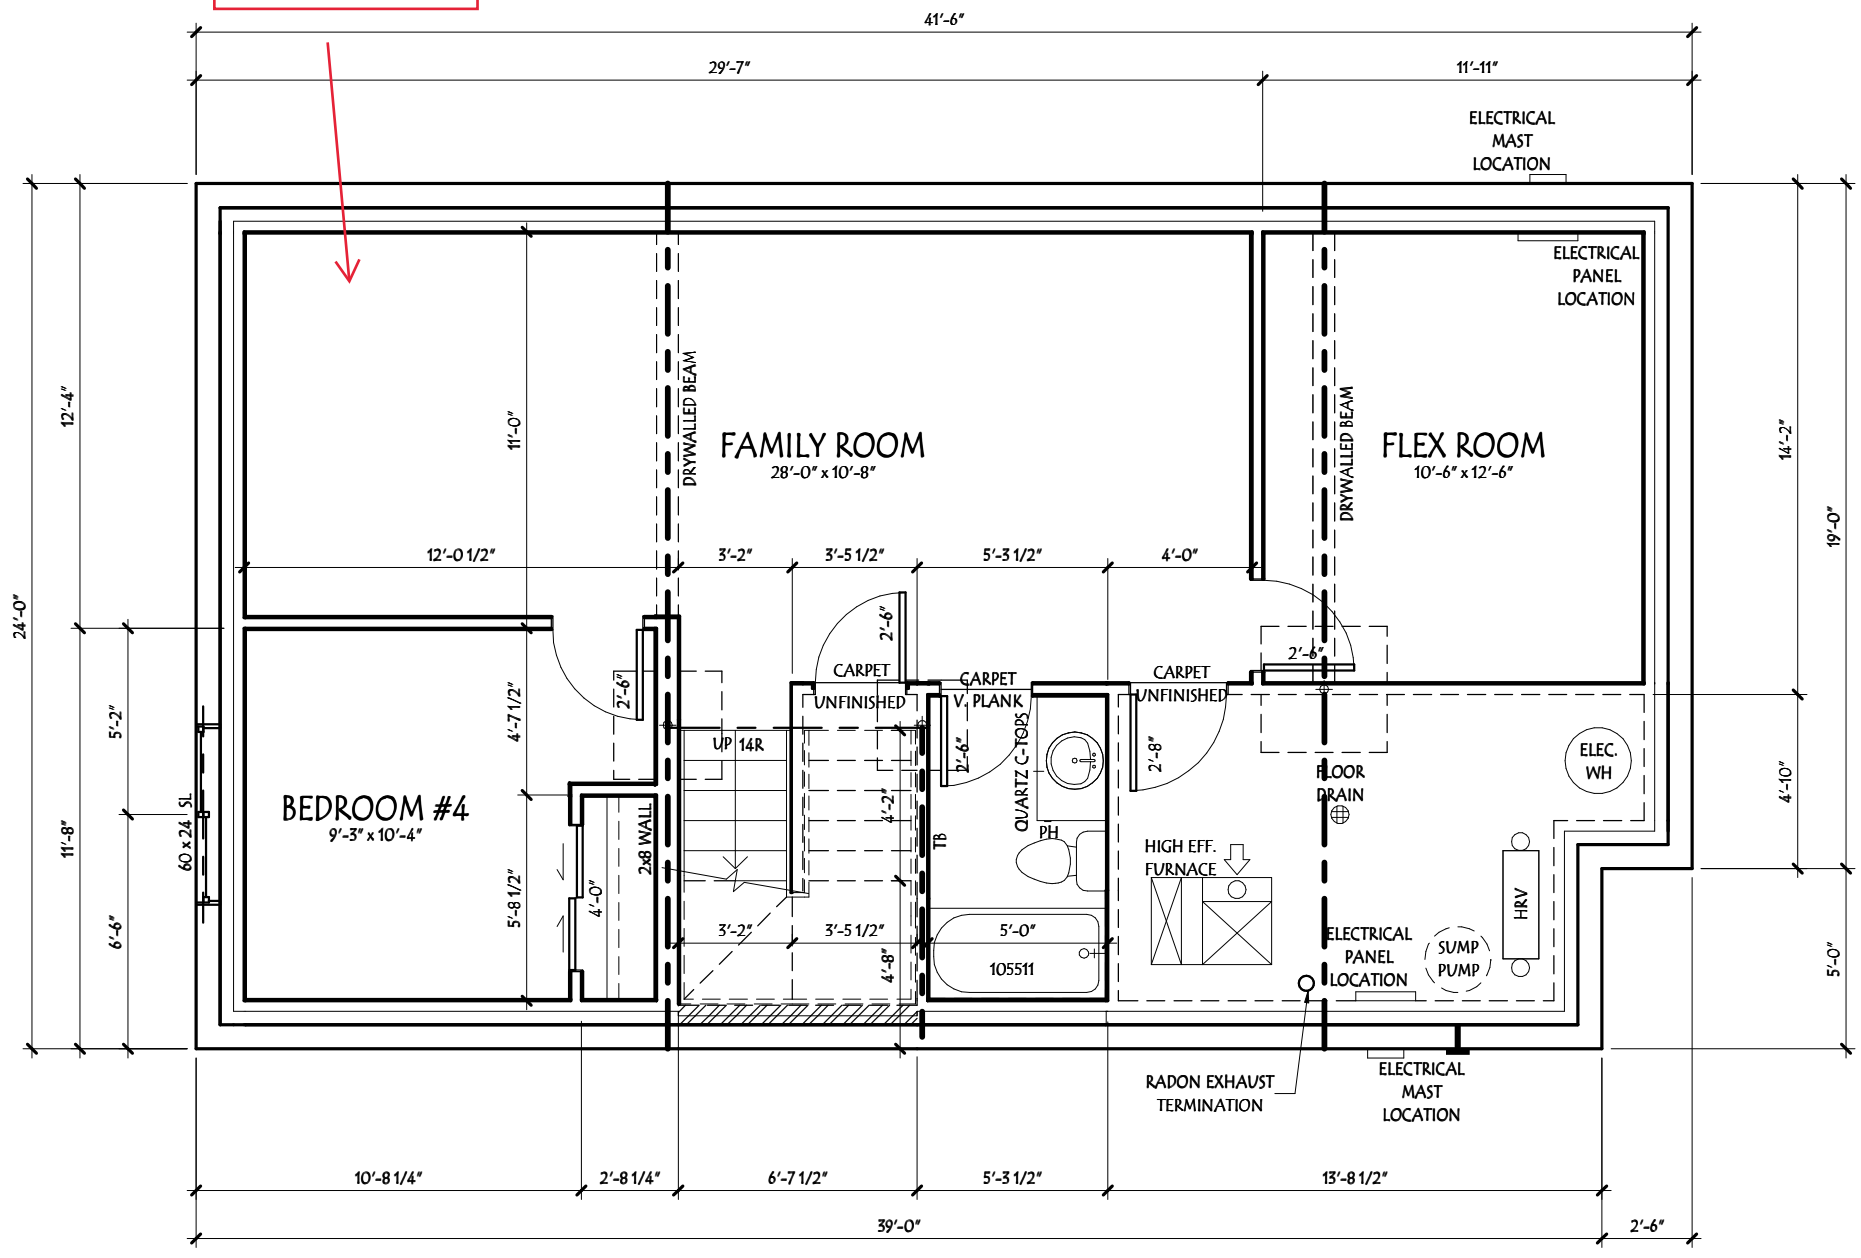 41'-6"
29'-7"
11'-11"
ELECTRICAL
MAST
LOCATION
ELECTRICAL
PANEL
LOCATION
12'-4"
11'-0"
DRYWALLED BEAM
DRYWALLED BEAM
14'-2"
FAMILY ROOM
28'-0" x 10'-8"
FLEX ROOM
10'-6" x 12'-6"
19'-0"
12'-0 1/2"
3'-2"
3'-5 1/2"
5'-3 1/2"
4'-0"
24'-0"
2'-6"
2'-6"
CARPET
UNFINISHED
CARPET
V. PLANK
CARPET
UNFINISHED
2'-6"
4'-7 1/2"
5'-2"
UP 14R
2'-6"
QUARTZ C-TOPS
2'-8"
ELEC.
WH
FLOOR
DRAIN
4'-10"
BEDROOM #4
9'-3" x 10'-4"
60 x 24 SL
11'-8"
2x8 WALL
4'-2"
TB
PH
HIGH EFF.
FURNACE
5'-8 1/2"
4'-0"
HRV
6'-6"
3'-2"
3'-5 1/2"
5'-0"
4'-8"
105511
ELECTRICAL
PANEL
LOCATION
SUMP
PUMP
5'-0"
RADON EXHAUST
TERMINATION
ELECTRICAL
MAST
LOCATION
10'-8 1/4"
2'-8 1/4"
6'-7 1/2"
5'-3 1/2"
13'-8 1/2"
39'-0"
2'-6"